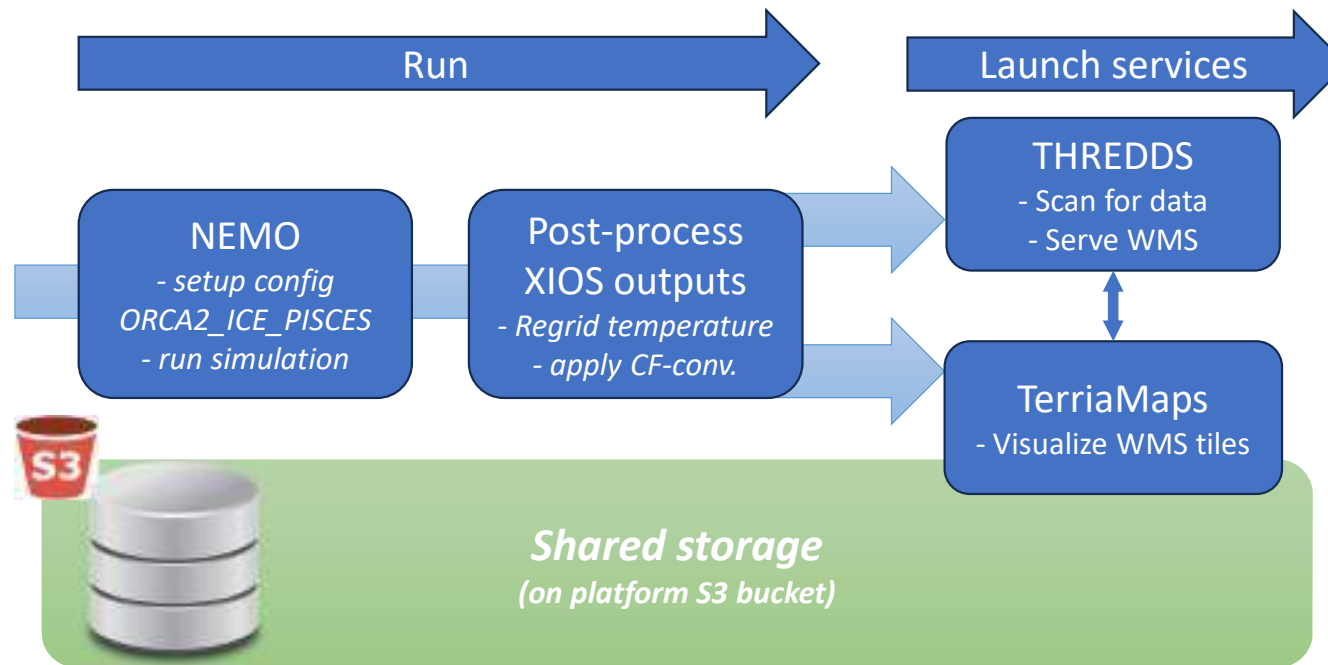 Run
Launch services
NEMO
- setup config
ORCA2_ICE_PISCES
- run simulation
Post-process
XIOS outputs
- Regrid temperature
- apply CF-conv.
THREDDS
- Scan for data
- Serve WMS
TerriaMaps
- Visualize WMS tiles
S3
Shared storage
(on platform S3 bucket)